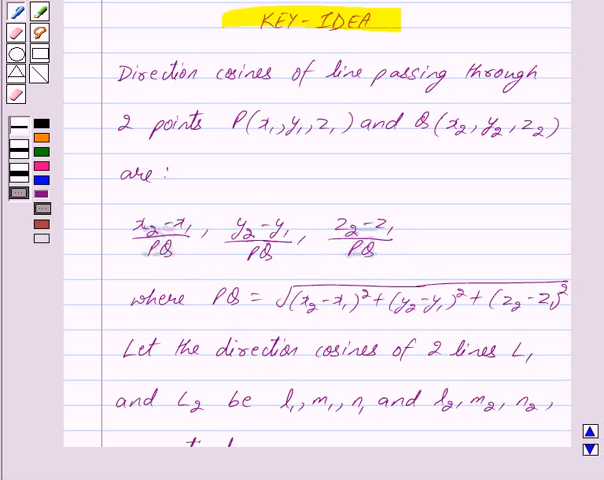 KEY-IDEA
Direction cosines of line passing through
2 points P(x₁,y₁,z₁) and Q(x₂,y₂,z₂)
are:
x₂-x₁/PQ, y₂-y₁/PQ, z₂-z₁/PQ
where PQ = √(x₂-x₁)²+(y₂-y₁)²+(z₂-z₁)²
Let the direction cosines of 2 lines L₁
and L₂ be l₁,m₁,n₁ and l₂,m₂,n₂,